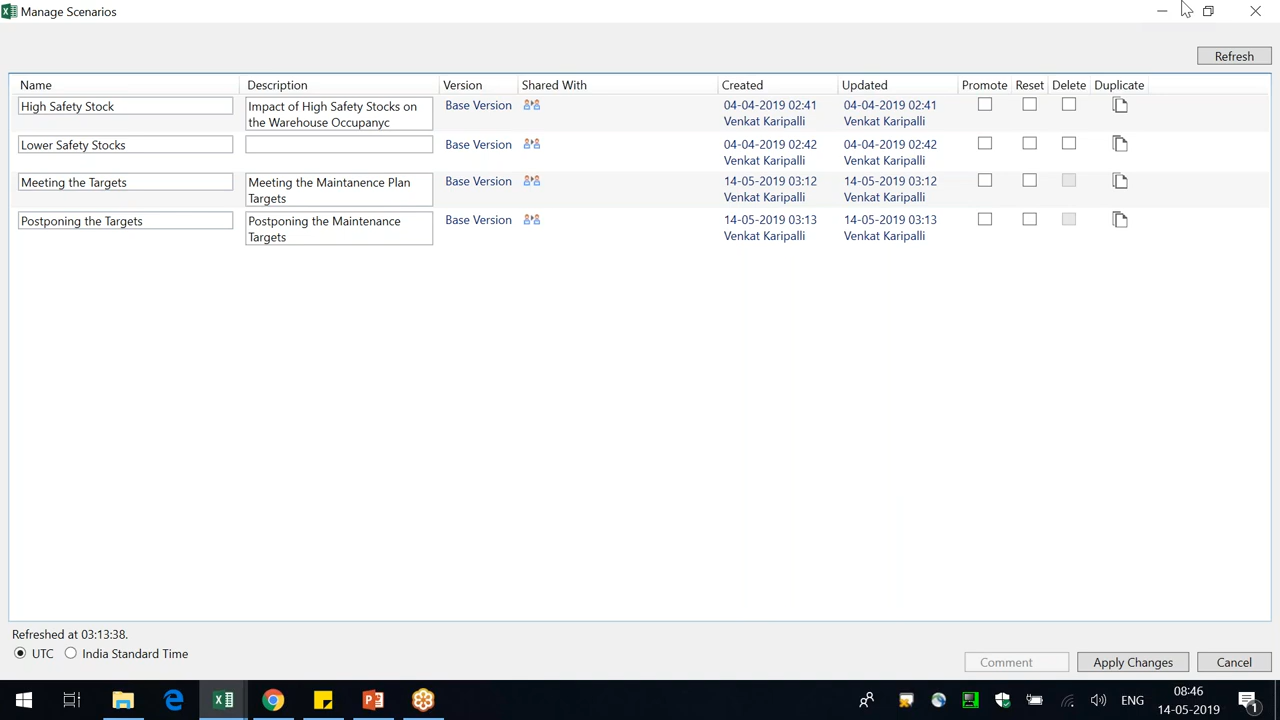 Manage Scenarios
Refresh
Name Description Version Shared With Created Updated Promote Reset Delete Duplicate
High Safety Stock Impact of High Safety Stocks on Base Version 04-04-2019 02:41 04-04-2019 02:41
the Warehouse Occupanyc Venkat Karipalli Venkat Karipalli
Lower Safety Stocks Base Version 04-04-2019 02:42 04-04-2019 02:42
Venkat Karipalli Venkat Karipalli
Meeting the Targets Meeting the Maintanence Plan Base Version 14-05-2019 03:12 14-05-2019 03:12
Targets Venkat Karipalli Venkat Karipalli
Postponing the Targets Postponing the Maintenance Base Version 14-05-2019 03:13 14-05-2019 03:13
Targets Venkat Karipalli Venkat Karipalli
Refreshed at 03:13:38.
UTC India Standard Time
Comment Apply Changes Cancel
ENG 08:46
14-05-2019 1